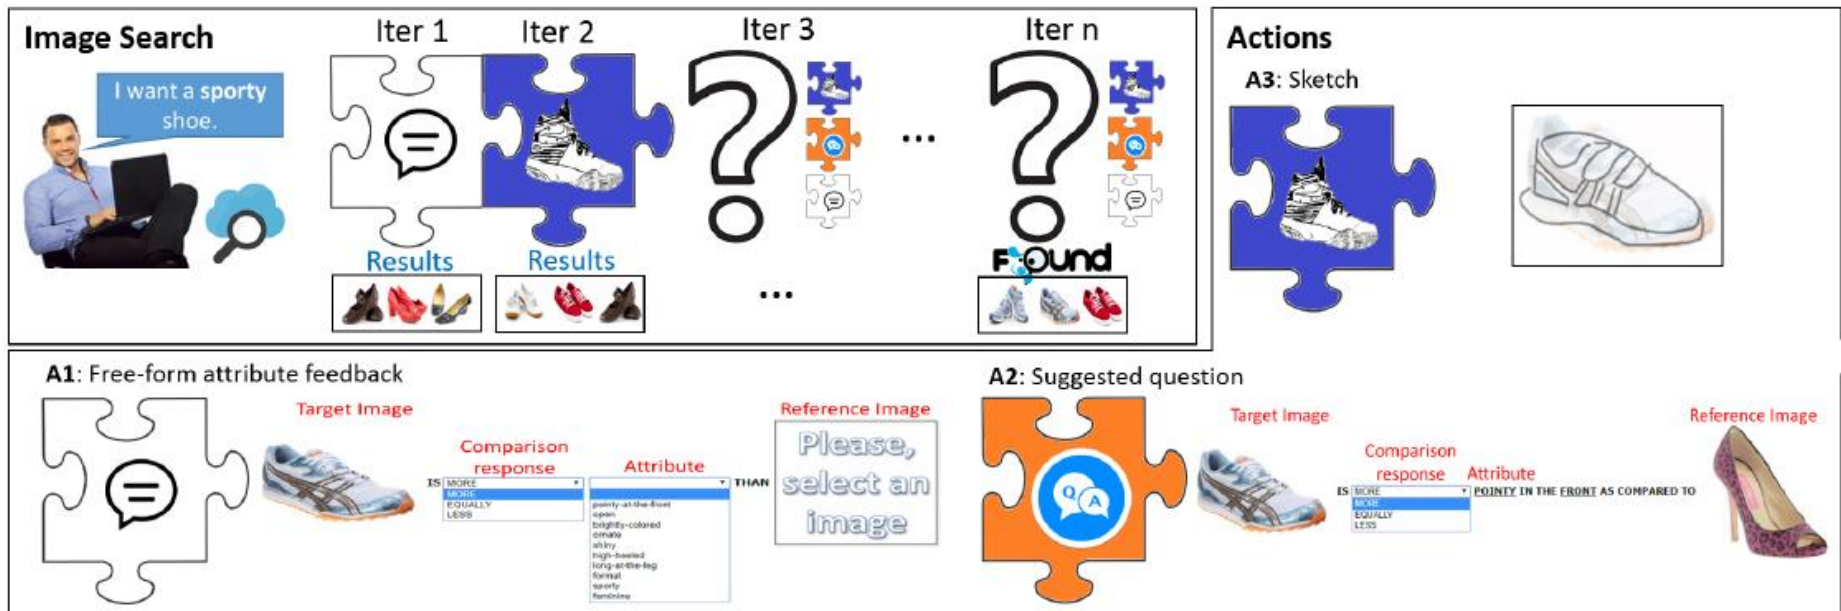 Image Search
I want a sporty
shoe.
Iter 1
Iter 2
Iter 3
Iter n
...
Results
Results
...
Found
Actions
A3: Sketch
A1: Free-form attribute feedback
Target Image
IS
Comparison
response
MORE
MORE
EQUALLY
LESS
Attribute
pointy-at-the-front
open
brightly-colored
ornate
shiny
high-heeled
long-at-the-leg
formal
sporty
feminine
THAN
Reference Image
Please,
select an
image
A2: Suggested question
Target Image
IS
Comparison
response
MORE
MORE
EQUALLY
LESS
Attribute
POINTY IN THE FRONT AS COMPARED TO
Reference Image
Q A